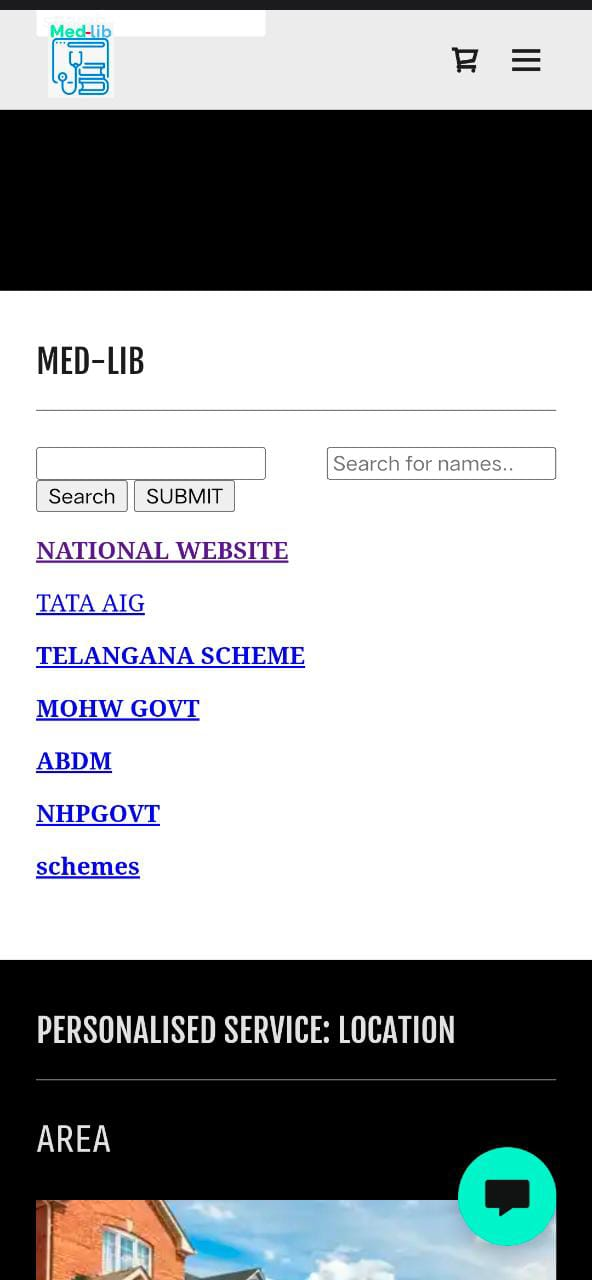 Med-lib
MED-LIB
Search for names..
Search SUBMIT
NATIONAL WEBSITE
TATA AIG
TELANGANA SCHEME
MOHW GOVT
ABDM
NHPGOVT
schemes
PERSONALISED SERVICE: LOCATION
AREA